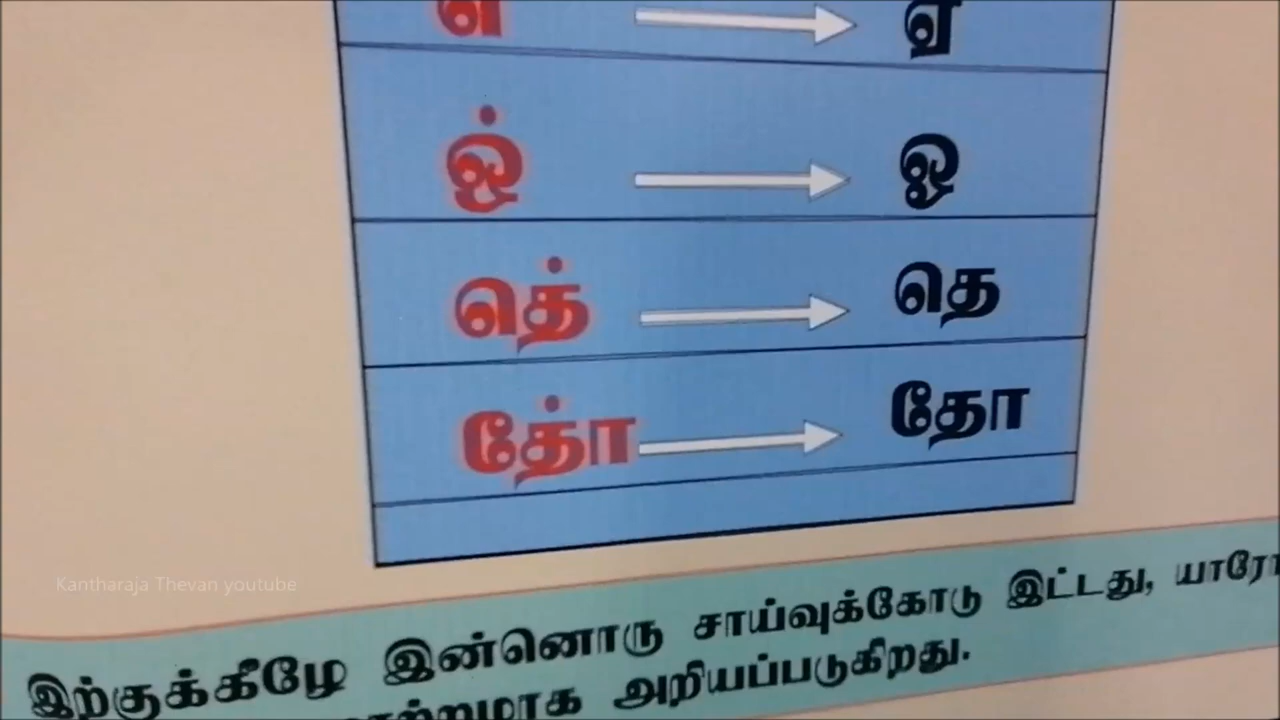 எ ஏ
ஓ் ஓ
தெ் தெ
தோ் தோ
Kantharaja Thevan youtube
இற்குக்கீழே இன்னொரு சாய்வுக்கோடு இட்டது, யாரோ
அறியப்படுகிறது.